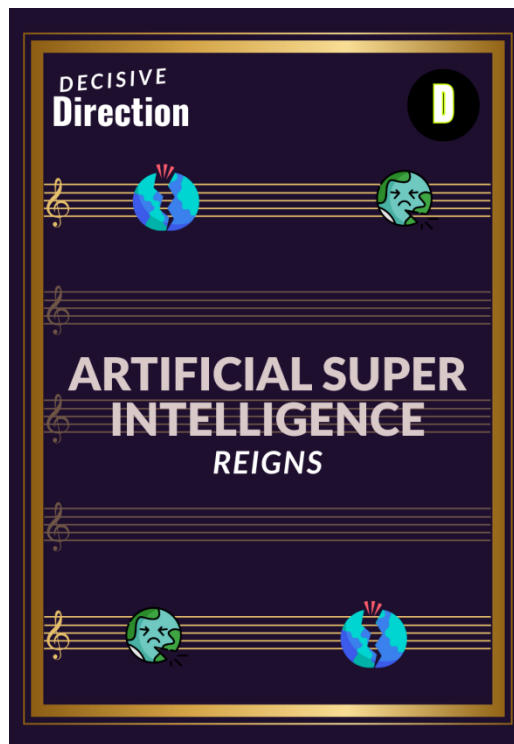 DECISIVE
Direction
D
ARTIFICIAL SUPER
INTELLIGENCE
REIGNS